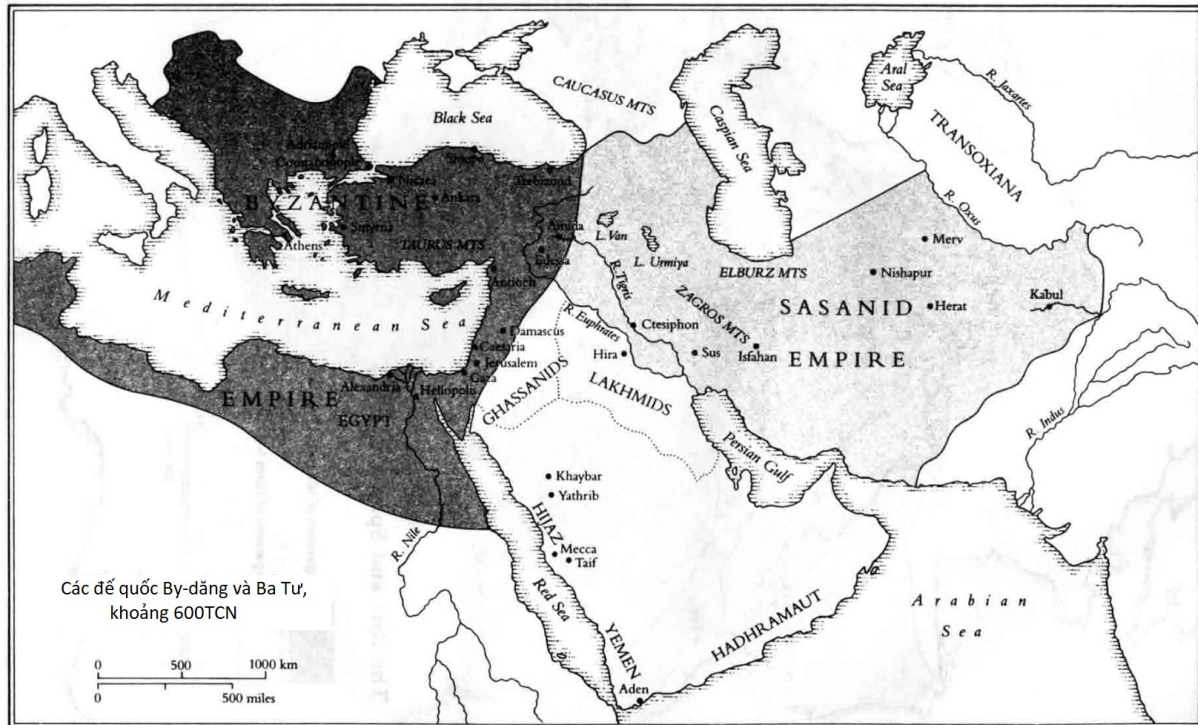 CAUCASUS MTS
Black Sea
Caspian Sea
Aral
Sea
R. Jaxartes
TRANSOXIANA
R. Oxus
Adrianople
Constantinople
Nicaea
Sinope
Trebizond
BYZANTINE
Ankara
Smyrna
Athens
TAURUS MTS
Amida
Edessa
L. Van
L. Urmiya
ELBURZ MTS
Merv
Nishapur
Antioch
R. Tigris
ZAGROS MTS
SASANID
Herat
Kabul
Mediterranean Sea
Damascus
Caesaria
Jerusalem
Gaza
R. Euphrates
Ctesiphon
Hira
Sus
Isfahan
EMPIRE
Alexandria
Heliopolis
EMPIRE
EGYPT
GHASSANIDS
LAKHMIDS
Persian Gulf
R. Indus
Khaybar
Yathrib
HIJAZ
Mecca
Taif
R. Nile
Red Sea
YEMEN
HADHRAMAUT
Aden
Arabian
Sea
Các đế quốc By-dăng và Ba Tư,
khoảng 600TCN
0 500 1000 km
0 500 miles